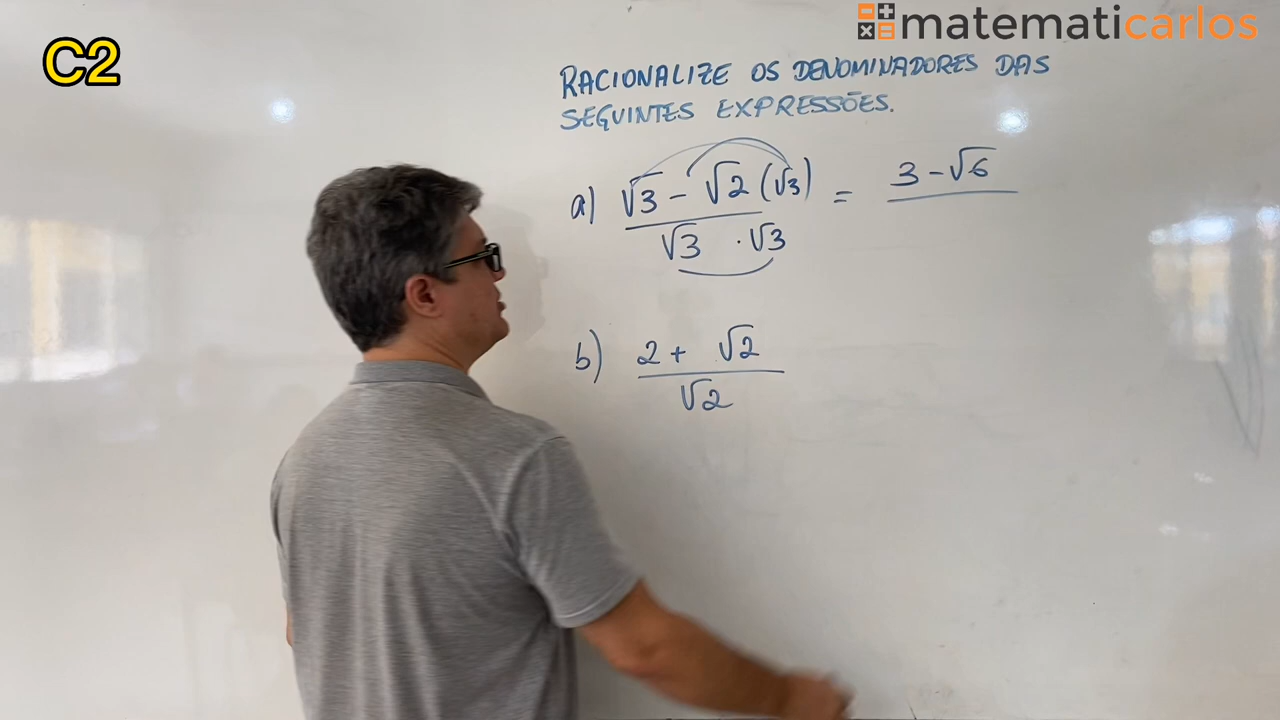 C2
matematicarlos
RACIONALIZE OS DENOMINADORES DAS
SEGUINTES EXPRESSÕES.
a) √3 - √2 (√3) = 3 - √6
√3 · √3
b) 2 + √2
√2